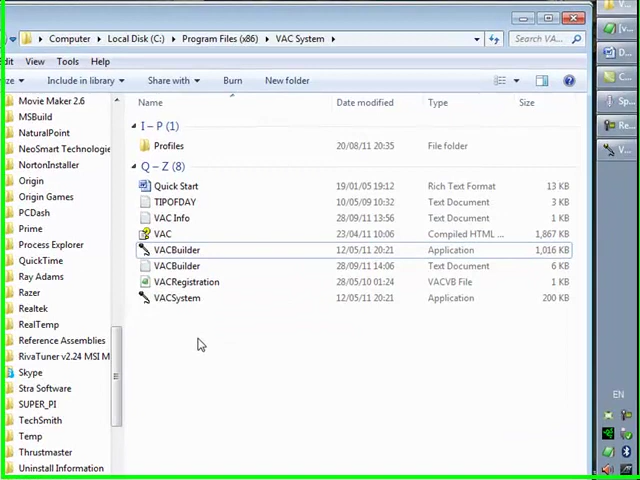 Computer Local Disk (C:) Program Files (x86) VAC System
Search VA...
View Tools Help
Include in library Share with Burn New folder
Name Date modified Type Size
I – P (1)
Profiles 20/08/11 20:35 File folder
Q – Z (8)
Quick Start 19/01/05 19:12 Rich Text Format 13 KB
TIPOFDAY 10/05/09 10:32 Text Document 3 KB
VAC Info 28/09/11 13:56 Text Document 1 KB
VAC 23/04/11 10:06 Compiled HTML ... 1,867 KB
VACBuilder 12/05/11 20:21 Application 1,016 KB
VACBuilder 28/09/11 14:06 Text Document 6 KB
VACRegistration 28/05/10 01:24 VACVB File 1 KB
VACSystem 12/05/11 20:21 Application 200 KB
Movie Maker 2.6
MSBuild
NaturalPoint
NeoSmart Technologie
NortonInstaller
Origin
Origin Games
PCDash
Prime
Process Explorer
QuickTime
Ray Adams
Razer
Realtek
RealTemp
Reference Assemblies
RivaTuner v2.24 MSI M
Skype
Stra Software
SUPER_PI
TechSmith
Temp
Thrustmaster
Uninstall Information
V...
[v...
D...
C...
Sp...
Re...
V...
EN